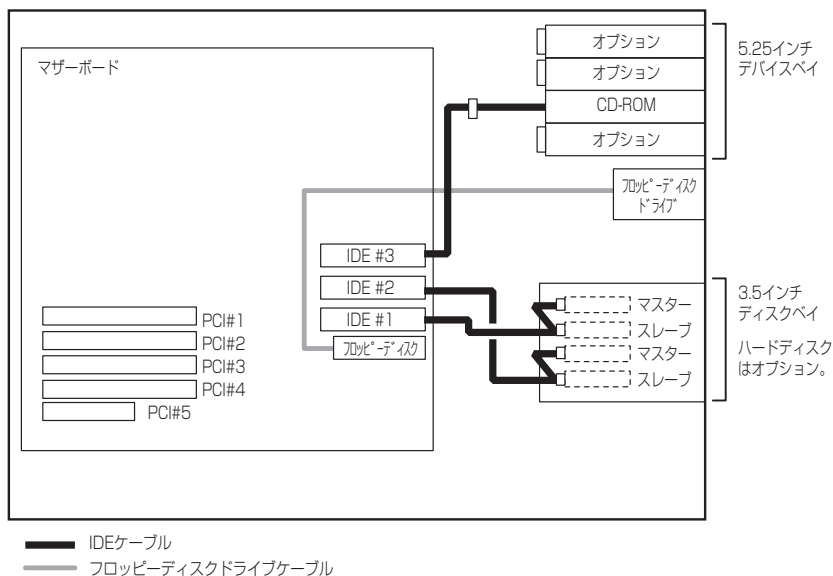 マザーボード
オプション
オプション
CD-ROM
オプション
5.25インチ
デバイスベイ
フロッピーディスク
ドライブ
IDE #3
IDE #2
IDE #1
フロッピーディスク
PCI#1
PCI#2
PCI#3
PCI#4
PCI#5
マスター
スレーブ
マスター
スレーブ
3.5インチ
ディスクベイ
ハードディスク
はオプション。
IDEケーブル
フロッピーディスクドライブケーブル